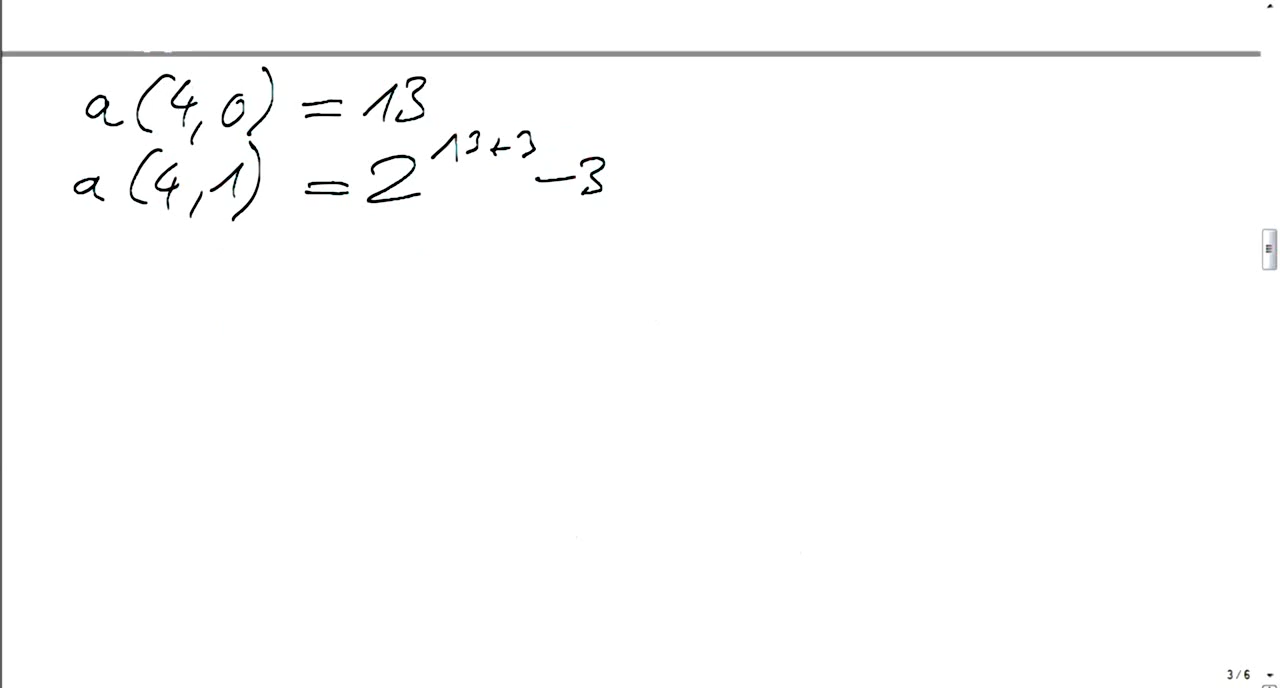 a(4,0) = 13
a(4,1) = 2^{13+3} - 3
3/6